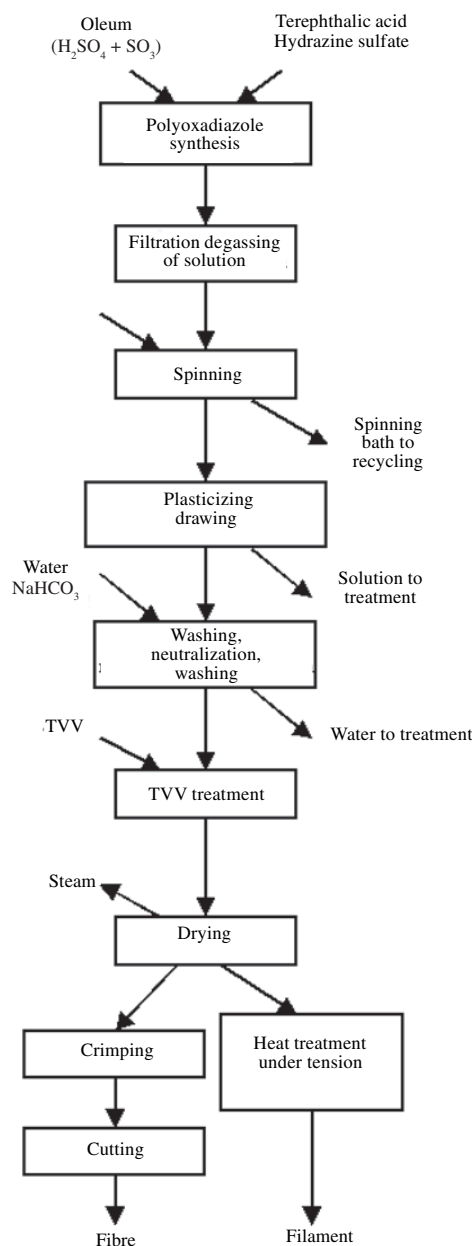 Oleum
(H₂SO₄ + SO₃)
Terephthalic acid
Hydrazine sulfate
Polyoxadiazole
synthesis
Filtration degassing
of solution
Spinning
Spinning
bath to
recycling
Plasticizing
drawing
Water
NaHCO₃
Solution to
treatment
Washing,
neutralization,
washing
TVV
Water to treatment
TVV treatment
Steam
Drying
Crimping
Heat treatment
under tension
Cutting
Fibre
Filament